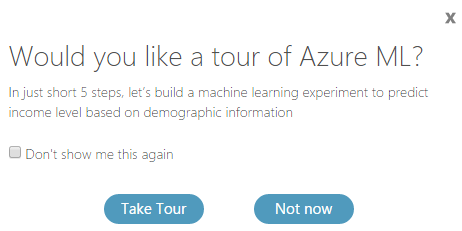 x
Would you like a tour of Azure ML?
In just short 5 steps, let's build a machine learning experiment to predict
income level based on demographic information
Don't show me this again
Take Tour
Not now